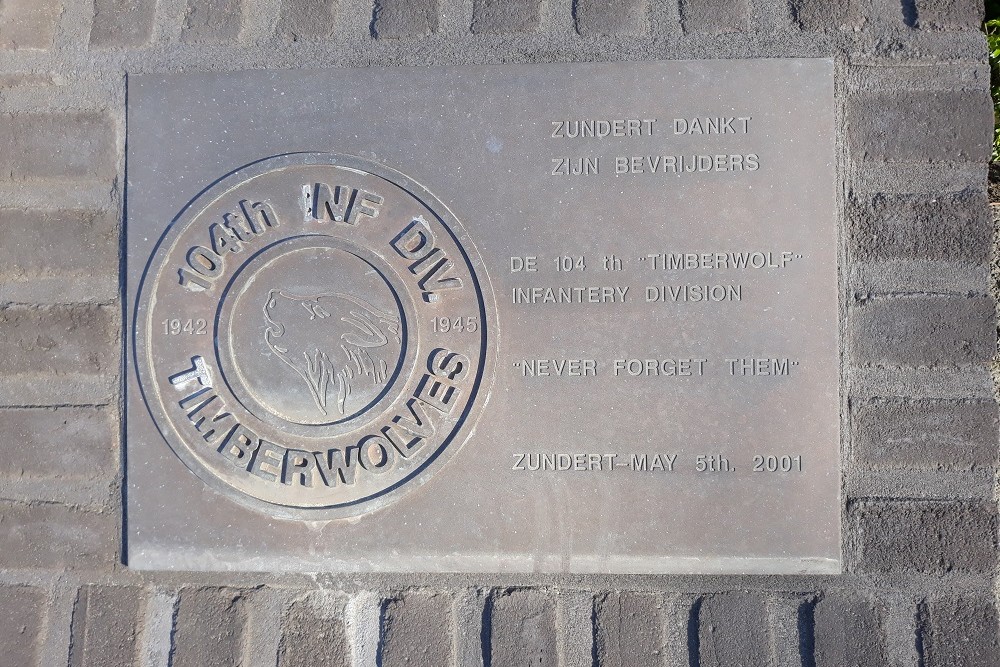 104th INF DIV.
1942 1945
TIMBERWOLVES
ZUNDERT DANKT
ZIJN BEVRIJDERS
DE 104 th "TIMBERWOLF"
INFANTERY DIVISION
"NEVER FORGET THEM"
ZUNDERT-MAY 5th. 2001